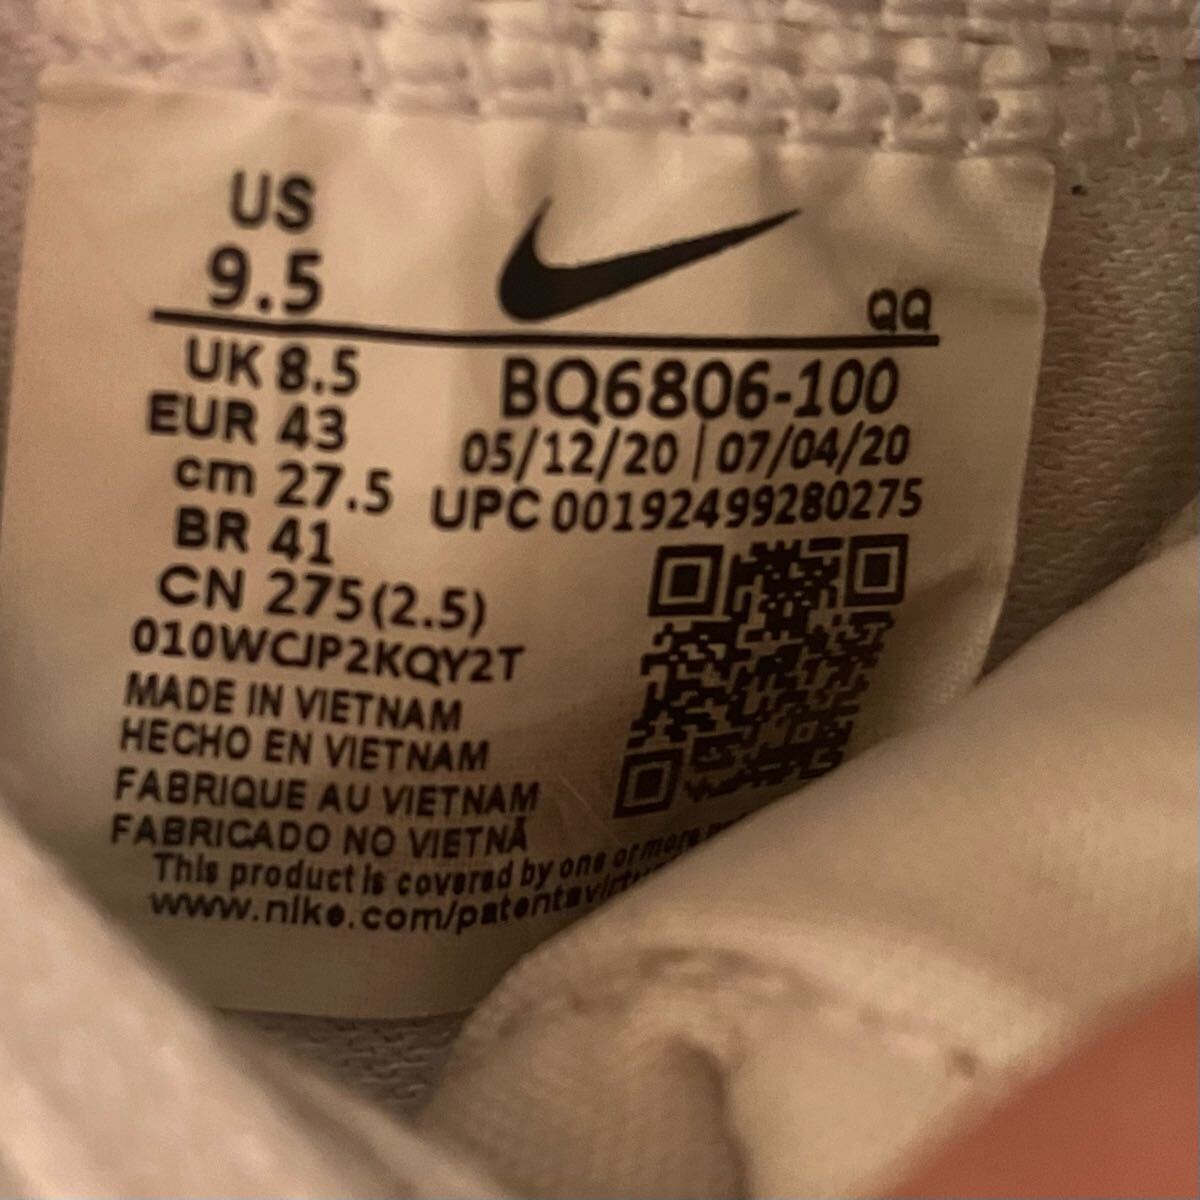 US
9.5
QQ
UK 8.5
EUR 43
cm 27.5
BR 41
CN 275(2.5)
BQ6806-100
05/12/20 | 07/04/20
UPC 00192499280275
010WCJP2KQY2T
MADE IN VIETNAM
HECHO EN VIETNAM
FABRIQUE AU VIETNAM
FABRICADO NO VIETNÃ
This product is covered by one or more
www.nike.com/patents